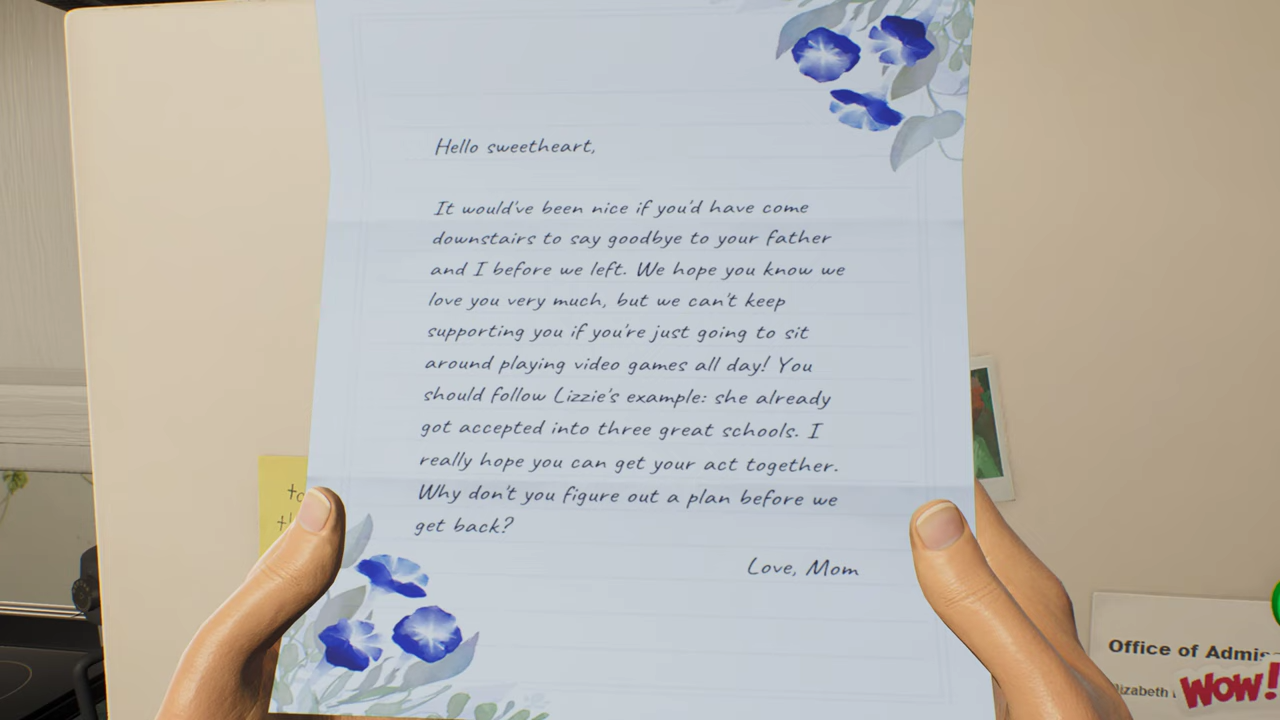 Hello sweetheart,
It would've been nice if you'd have come
downstairs to say goodbye to your father
and I before we left. We hope you know we
love you very much, but we can't keep
supporting you if you're just going to sit
around playing video games all day! You
should follow Lizzie's example: she already
got accepted into three great schools. I
really hope you can get your act together.
Why don't you figure out a plan before we
get back?
Love, Mom
Office of
WOW!